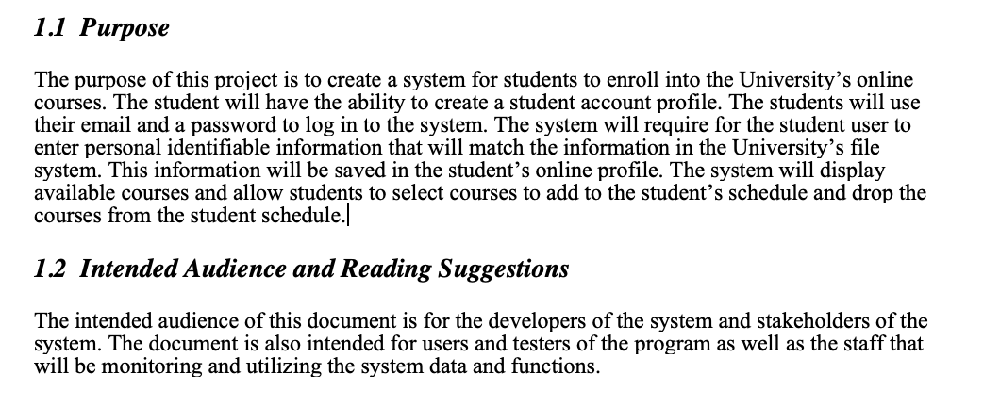 1.1 Purpose
The purpose of this project is to create a system for students to enroll into the University’s online
courses. The student will have the ability to create a student account profile. The students will use
their email and a password to log in to the system. The system will require for the student user to
enter personal identifiable information that will match the information in the University’s file
system. This information will be saved in the student’s online profile. The system will display
available courses and allow students to select courses to add to the student’s schedule and drop the
courses from the student schedule.
1.2 Intended Audience and Reading Suggestions
The intended audience of this document is for the developers of the system and stakeholders of the
system. The document is also intended for users and testers of the program as well as the staff that
will be monitoring and utilizing the system data and functions.